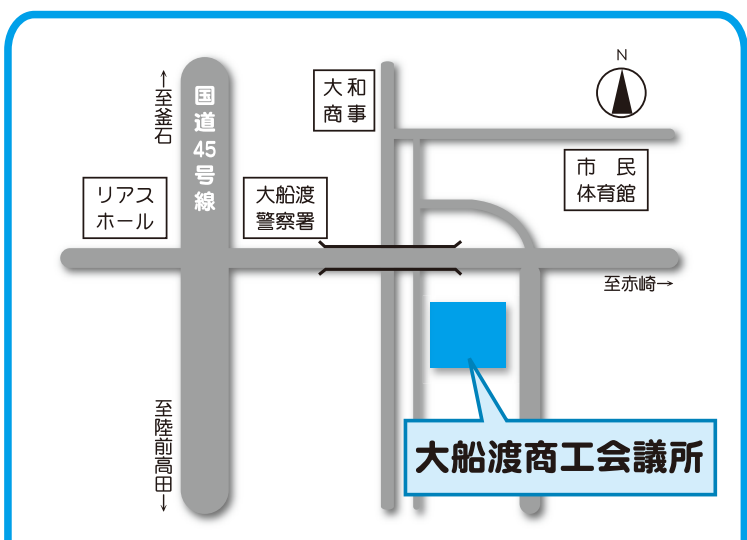 N
←至釜石
国道45号線
大和
商事
市民
体育館
リアス
ホール
大船渡
警察署
至赤崎→
至陸前高田→
大船渡商工会議所